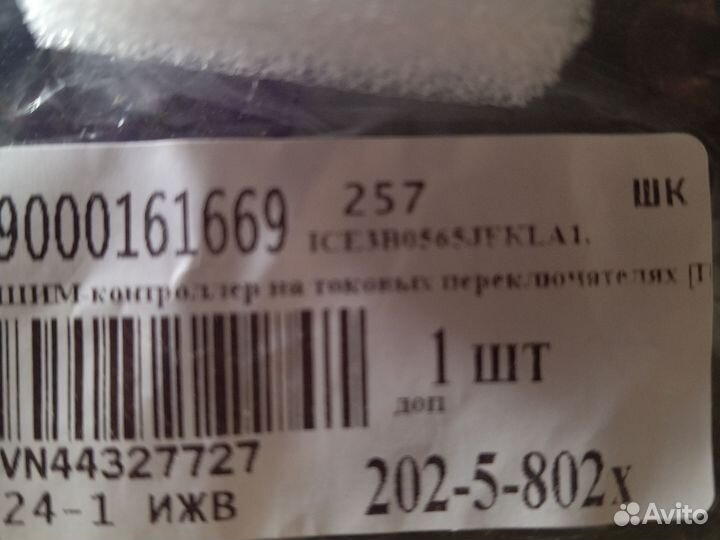 9000161669 257 ШК
ICE3B0565JFKLA1.
ШИМ-контроллер на токовых переключателях
1 шт
доп
VN44327727
24-1 ИЖВ
202-5-802х
Avito